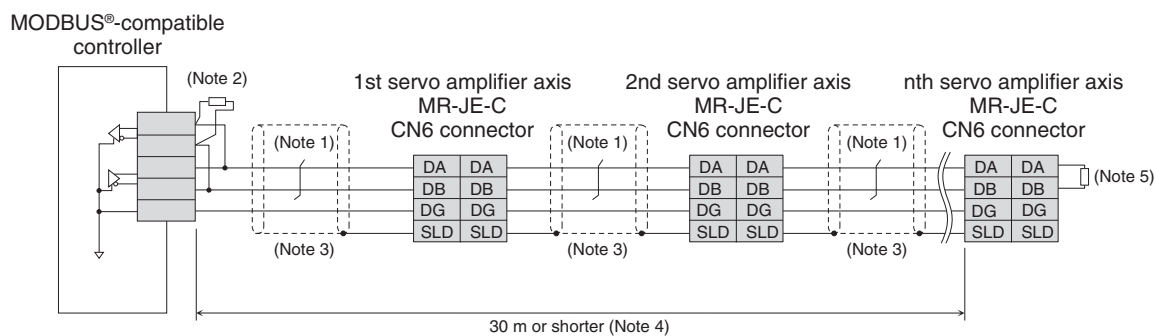 MODBUS®-compatible
controller
(Note 2)
1st servo amplifier axis
MR-JE-C
CN6 connector
2nd servo amplifier axis
MR-JE-C
CN6 connector
nth servo amplifier axis
MR-JE-C
CN6 connector
(Note 1)
(Note 1)
(Note 1)
DA DA
DB DB
DG DG
SLD SLD
DA DA
DB DB
DG DG
SLD SLD
DA DA
DB DB
DG DG
SLD SLD
(Note 5)
(Note 3)
(Note 3)
(Note 3)
30 m or shorter (Note 4)